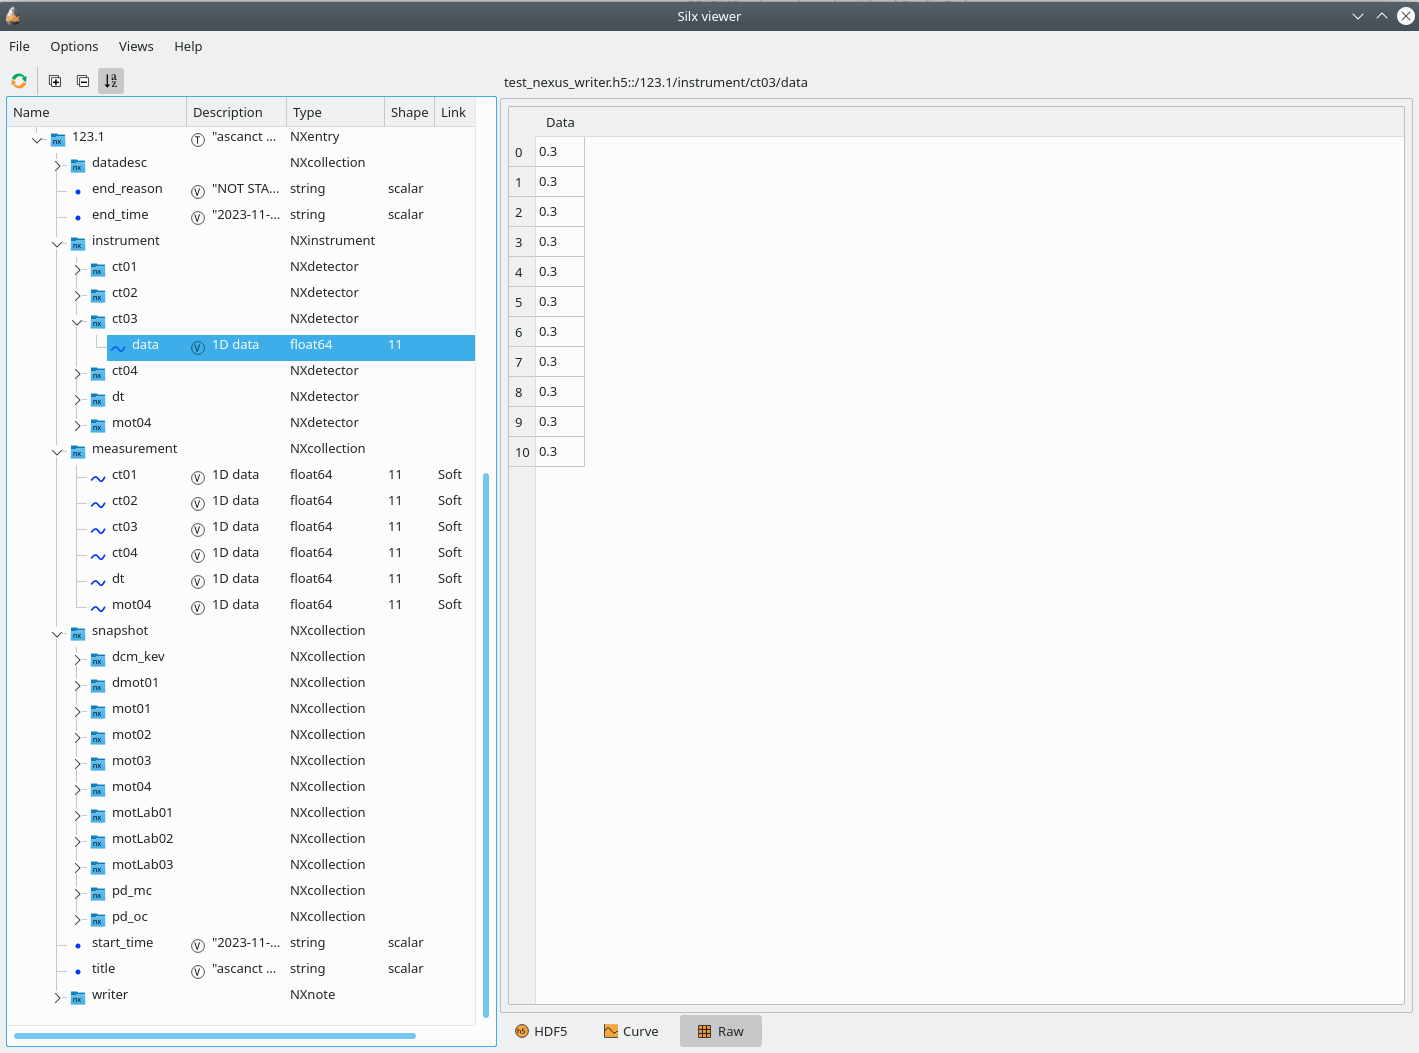 Silx viewer
File Options Views Help
test_nexus_writer.h5::/123.1/instrument/ct03/data
Name Description Type Shape Link
123.1 "ascanct ... NXentry
datadesc NXcollection
end_reason "NOT STA... string scalar
end_time "2023-11-... string scalar
instrument NXinstrument
ct01 NXdetector
ct02 NXdetector
ct03 NXdetector
data 1D data float64 11
ct04 NXdetector
dt NXdetector
mot04 NXdetector
measurement NXcollection
ct01 1D data float64 11 Soft
ct02 1D data float64 11 Soft
ct03 1D data float64 11 Soft
ct04 1D data float64 11 Soft
dt 1D data float64 11 Soft
mot04 1D data float64 11 Soft
snapshot NXcollection
dcm_kev NXcollection
dmot01 NXcollection
mot01 NXcollection
mot02 NXcollection
mot03 NXcollection
mot04 NXcollection
motLab01 NXcollection
motLab02 NXcollection
motLab03 NXcollection
pd_mc NXcollection
pd_oc NXcollection
start_time "2023-11-... string scalar
title "ascanct ... string scalar
writer NXnote
Data
0 0.3
1 0.3
2 0.3
3 0.3
4 0.3
5 0.3
6 0.3
7 0.3
8 0.3
9 0.3
10 0.3
HDF5 Curve Raw